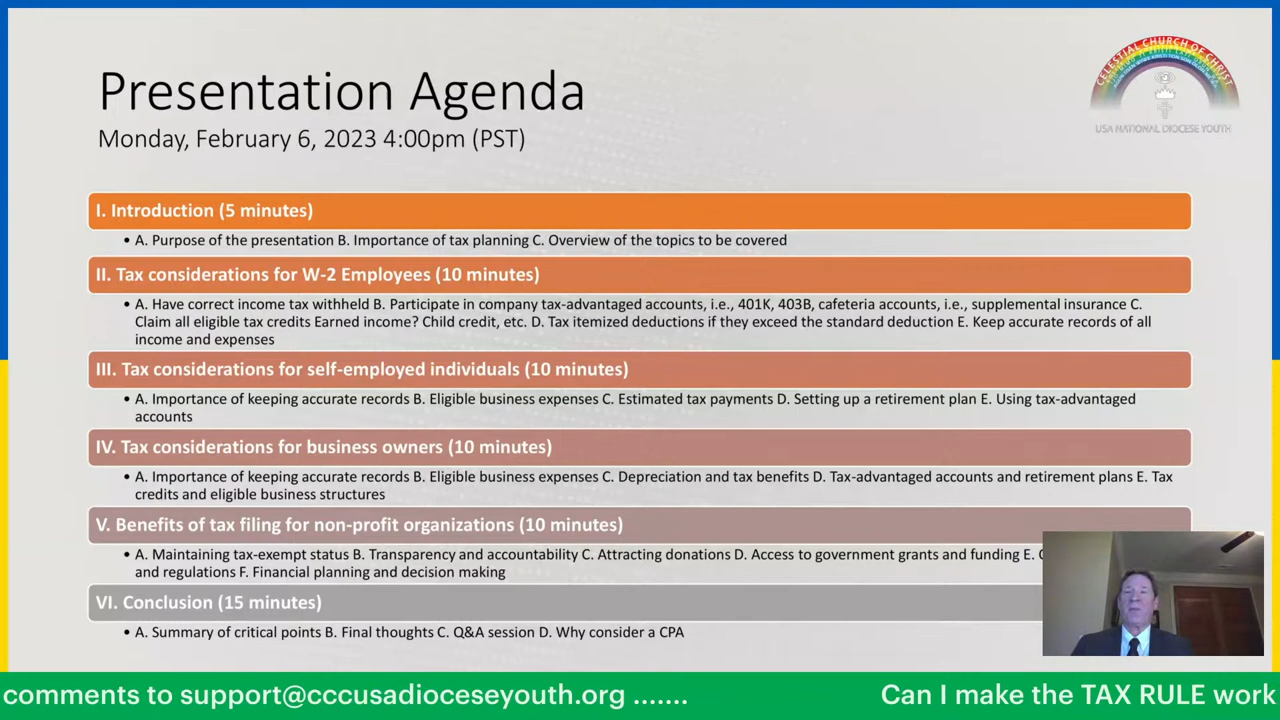 Presentation Agenda
Monday, February 6, 2023 4:00pm (PST)
CELESTIAL CHURCH OF CHRIST
USA NATIONAL DIOCESE YOUTH
I. Introduction (5 minutes)
• A. Purpose of the presentation B. Importance of tax planning C. Overview of the topics to be covered
II. Tax considerations for W-2 Employees (10 minutes)
• A. Have correct income tax withheld B. Participate in company tax-advantaged accounts, i.e., 401K, 403B, cafeteria accounts, i.e., supplemental insurance C.
Claim all eligible tax credits Earned income? Child credit, etc. D. Tax itemized deductions if they exceed the standard deduction E. Keep accurate records of all
income and expenses
III. Tax considerations for self-employed individuals (10 minutes)
• A. Importance of keeping accurate records B. Eligible business expenses C. Estimated tax payments D. Setting up a retirement plan E. Using tax-advantaged
accounts
IV. Tax considerations for business owners (10 minutes)
• A. Importance of keeping accurate records B. Eligible business expenses C. Depreciation and tax benefits D. Tax-advantaged accounts and retirement plans E. Tax
credits and eligible business structures
V. Benefits of tax filing for non-profit organizations (10 minutes)
• A. Maintaining tax-exempt status B. Transparency and accountability C. Attracting donations D. Access to government grants and funding E.
and regulations F. Financial planning and decision making
VI. Conclusion (15 minutes)
• A. Summary of critical points B. Final thoughts C. Q&A session D. Why consider a CPA
comments to support@cccusadioceseyouth.org ....... Can I make the TAX RULE work